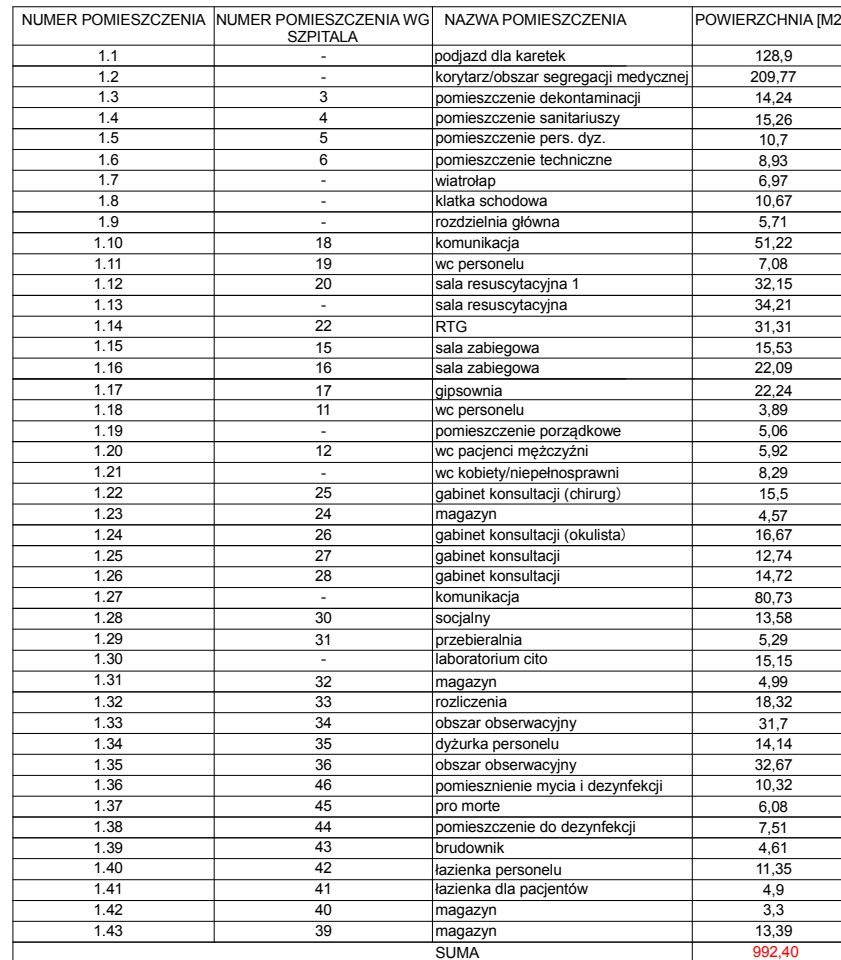 NUMER POMIESZCZENIA NUMER POMIESZCZENIA WG SZPITALA NAZWA POMIESZCZENIA POWIERZCHNIA [M2
1.1 - podjazd dla karetek 128,9
1.2 - korytarz/obszar segregacji medycznej 209,77
1.3 3 pomieszczenie dekontaminacji 14,24
1.4 4 pomieszczenie sanitariuszy 15,26
1.5 5 pomieszczenie pers. dyz. 10,7
1.6 6 pomieszczenie techniczne 8,93
1.7 - wiatrołap 6,97
1.8 - klatka schodowa 10,67
1.9 - rozdzielnia główna 5,71
1.10 18 komunikacja 51,22
1.11 19 wc personelu 7,08
1.12 20 sala resuscytacyjna 1 32,15
1.13 - sala resuscytacyjna 34,21
1.14 22 RTG 31,31
1.15 15 sala zabiegowa 15,53
1.16 16 sala zabiegowa 22,09
1.17 17 gipsownia 22,24
1.18 11 wc personelu 3,89
1.19 - pomieszczenie porządkowe 5,06
1.20 12 wc pacjenci mężczyźni 5,92
1.21 - wc kobiety/niepełnosprawni 8,29
1.22 25 gabinet konsultacji (chirurg) 15,5
1.23 24 magazyn 4,57
1.24 26 gabinet konsultacji (okulista) 16,67
1.25 27 gabinet konsultacji 12,74
1.26 28 gabinet konsultacji 14,72
1.27 - komunikacja 80,73
1.28 30 socjalny 13,58
1.29 31 przebieralnia 5,29
1.30 - laboratorium cito 15,15
1.31 32 magazyn 4,99
1.32 33 rozliczenia 18,32
1.33 34 obszar obserwacyjny 31,7
1.34 35 dyżurka personelu 14,14
1.35 36 obszar obserwacyjny 32,67
1.36 46 pomiesznienie mycia i dezynfekcji 10,32
1.37 45 pro morte 6,08
1.38 44 pomieszczenie do dezynfekcji 7,51
1.39 43 brudownik 4,61
1.40 42 łazienka personelu 11,35
1.41 41 łazienka dla pacjentów 4,9
1.42 40 magazyn 3,3
1.43 39 magazyn 13,39
SUMA 992,40